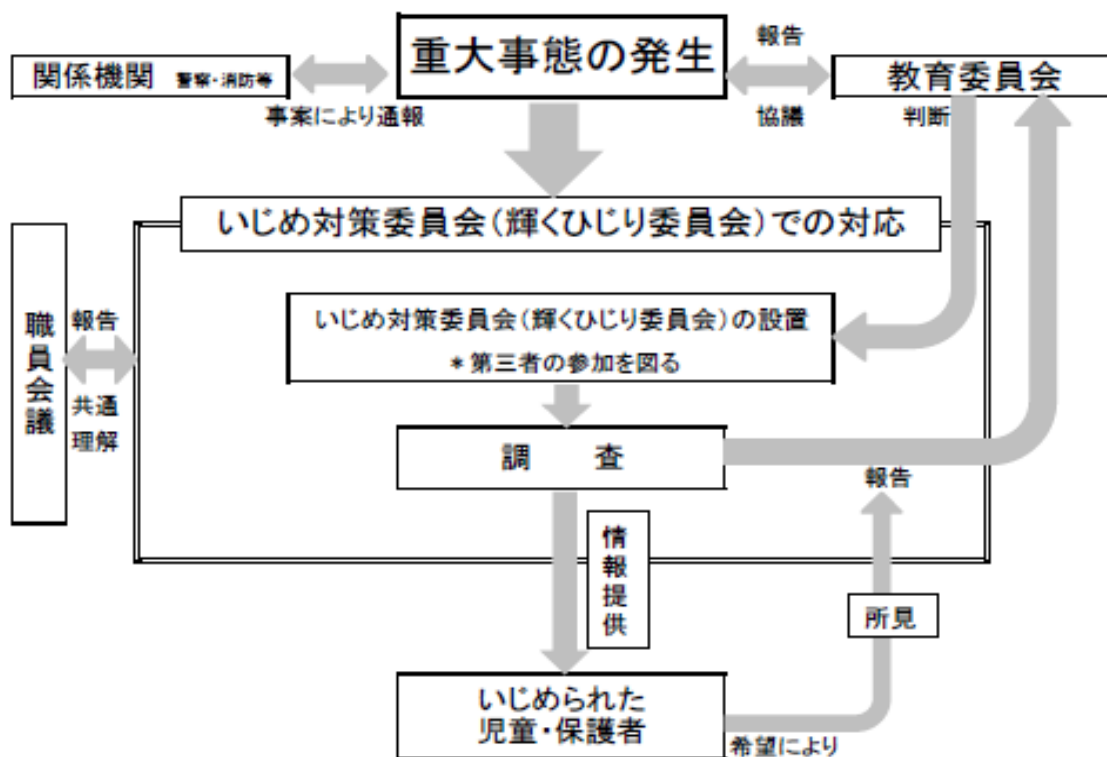 重大事態の発生
関係機関 警察・消防等
報告
教育委員会
事案により通報
協議
判断
いじめ対策委員会(輝くひじり委員会)での対応
職員会議
報告
共通
理解
いじめ対策委員会(輝くひじり委員会)の設置
*第三者の参加を図る
調 査
報告
情報提供
所見
いじめられた
児童・保護者
希望により